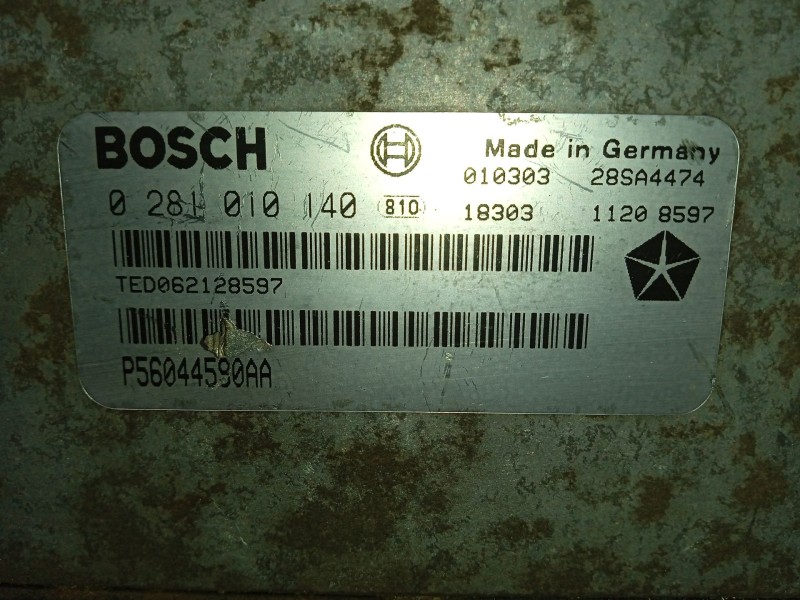 BOSCH Made in Germany
010303 28SA4474
0 281 010 140 810 18303 1120 8597
TED062128597
P56044590AA